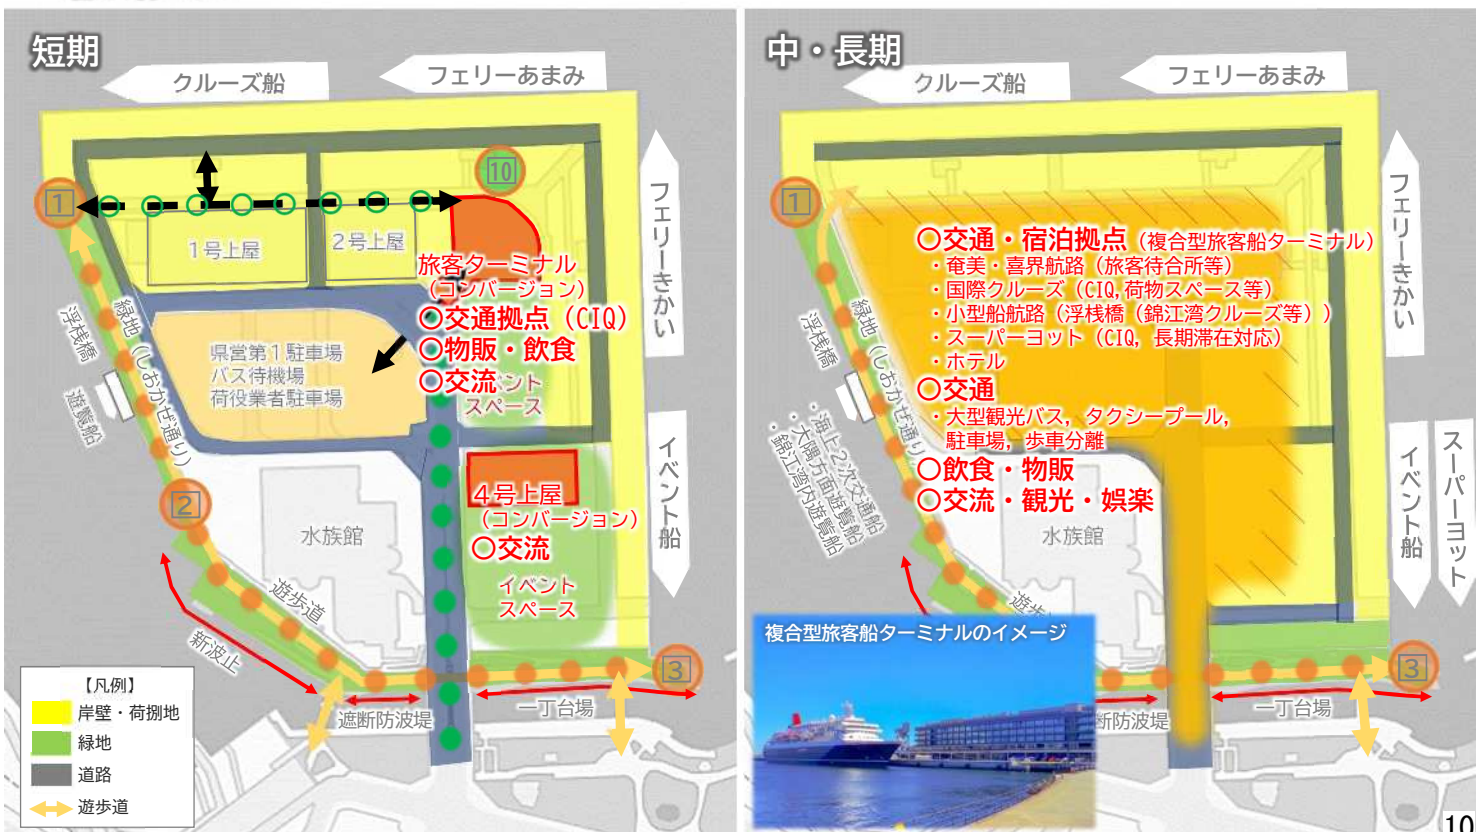 短期
クルーズ船
フェリーあまみ
1
10
1号上屋
2号上屋
旅客ターミナル
（コンバージョン）
〇交通拠点（CIQ）
〇物販・飲食
〇交流
スペース
フェリーきかい
県営第１駐車場
バス待機場
荷役業者駐車場
緑地（しおかぜ通り）
浮桟橋
遊覧船
2
水族館
４号上屋
（コンバージョン）
〇交流
イベント
スペース
イベント船
遊歩道
新波止
遮断防波堤
一丁台場
3
【凡例】
岸壁・荷捌地
緑地
道路
遊歩道
中・長期
クルーズ船
フェリーあまみ
1
〇交通・宿泊拠点（複合型旅客船ターミナル）
・奄美・喜界航路（旅客待合所等）
・国際クルーズ（CIQ,荷物スペース等）
・小型船航路（浮桟橋（錦江湾クルーズ等））
・スーパーヨット（CIQ，長期滞在対応）
・ホテル
〇交通
・大型観光バス，タクシープール，
駐車場，歩車分離
〇飲食・物販
〇交流・観光・娯楽
フェリーきかい
緑地（しおかぜ通り）
浮桟橋
・海上２次交通船
・大隅方面遊覧船
・錦江湾内遊覧船
水族館
イベント船
スーパーヨット
複合型旅客船ターミナルのイメージ
断防波堤
一丁台場
3
10